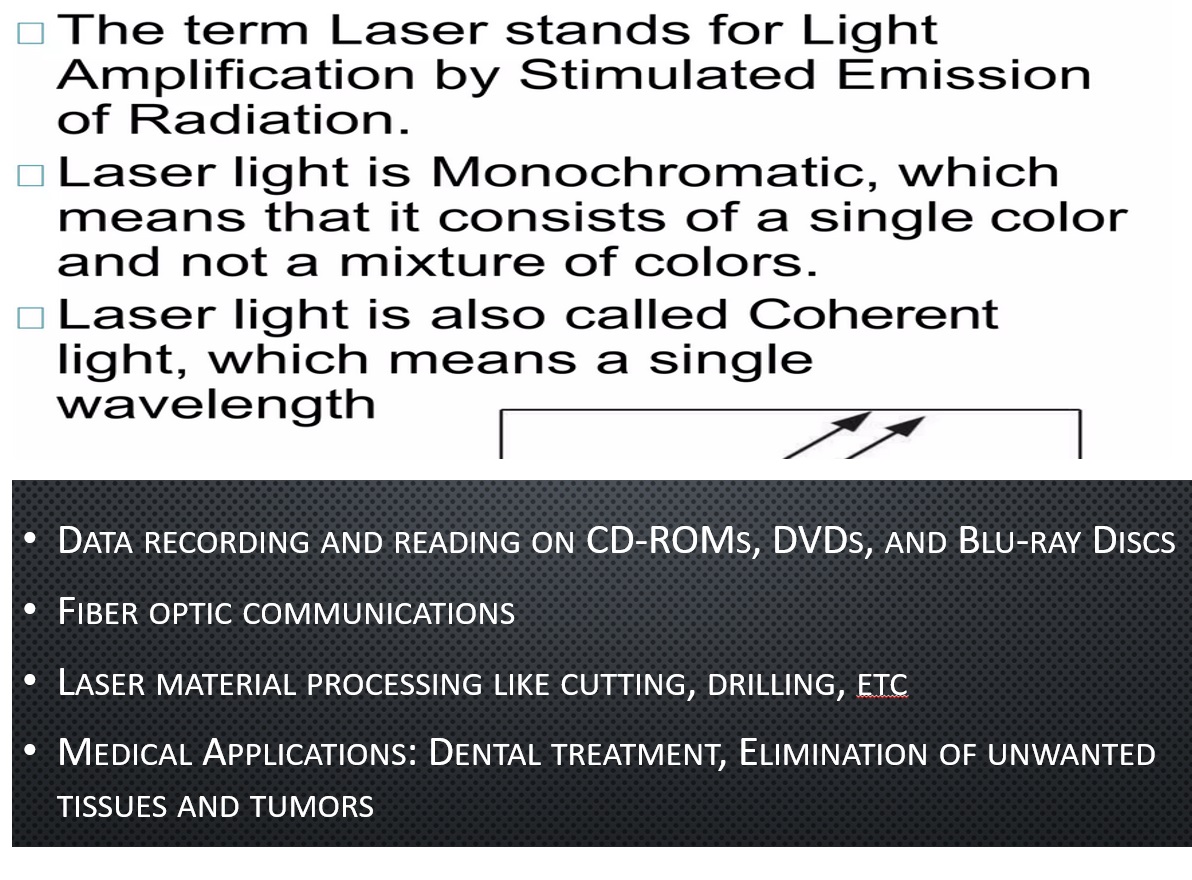 The term Laser stands for Light
Amplification by Stimulated Emission
of Radiation.
Laser light is Monochromatic, which
means that it consists of a single color
and not a mixture of colors.
Laser light is also called Coherent
light, which means a single
wavelength
• Data recording and reading on CD-ROMs, DVDs, and Blu-ray Discs
• Fiber optic communications
• Laser material processing like cutting, drilling, etc
• Medical Applications: Dental treatment, Elimination of unwanted
tissues and tumors